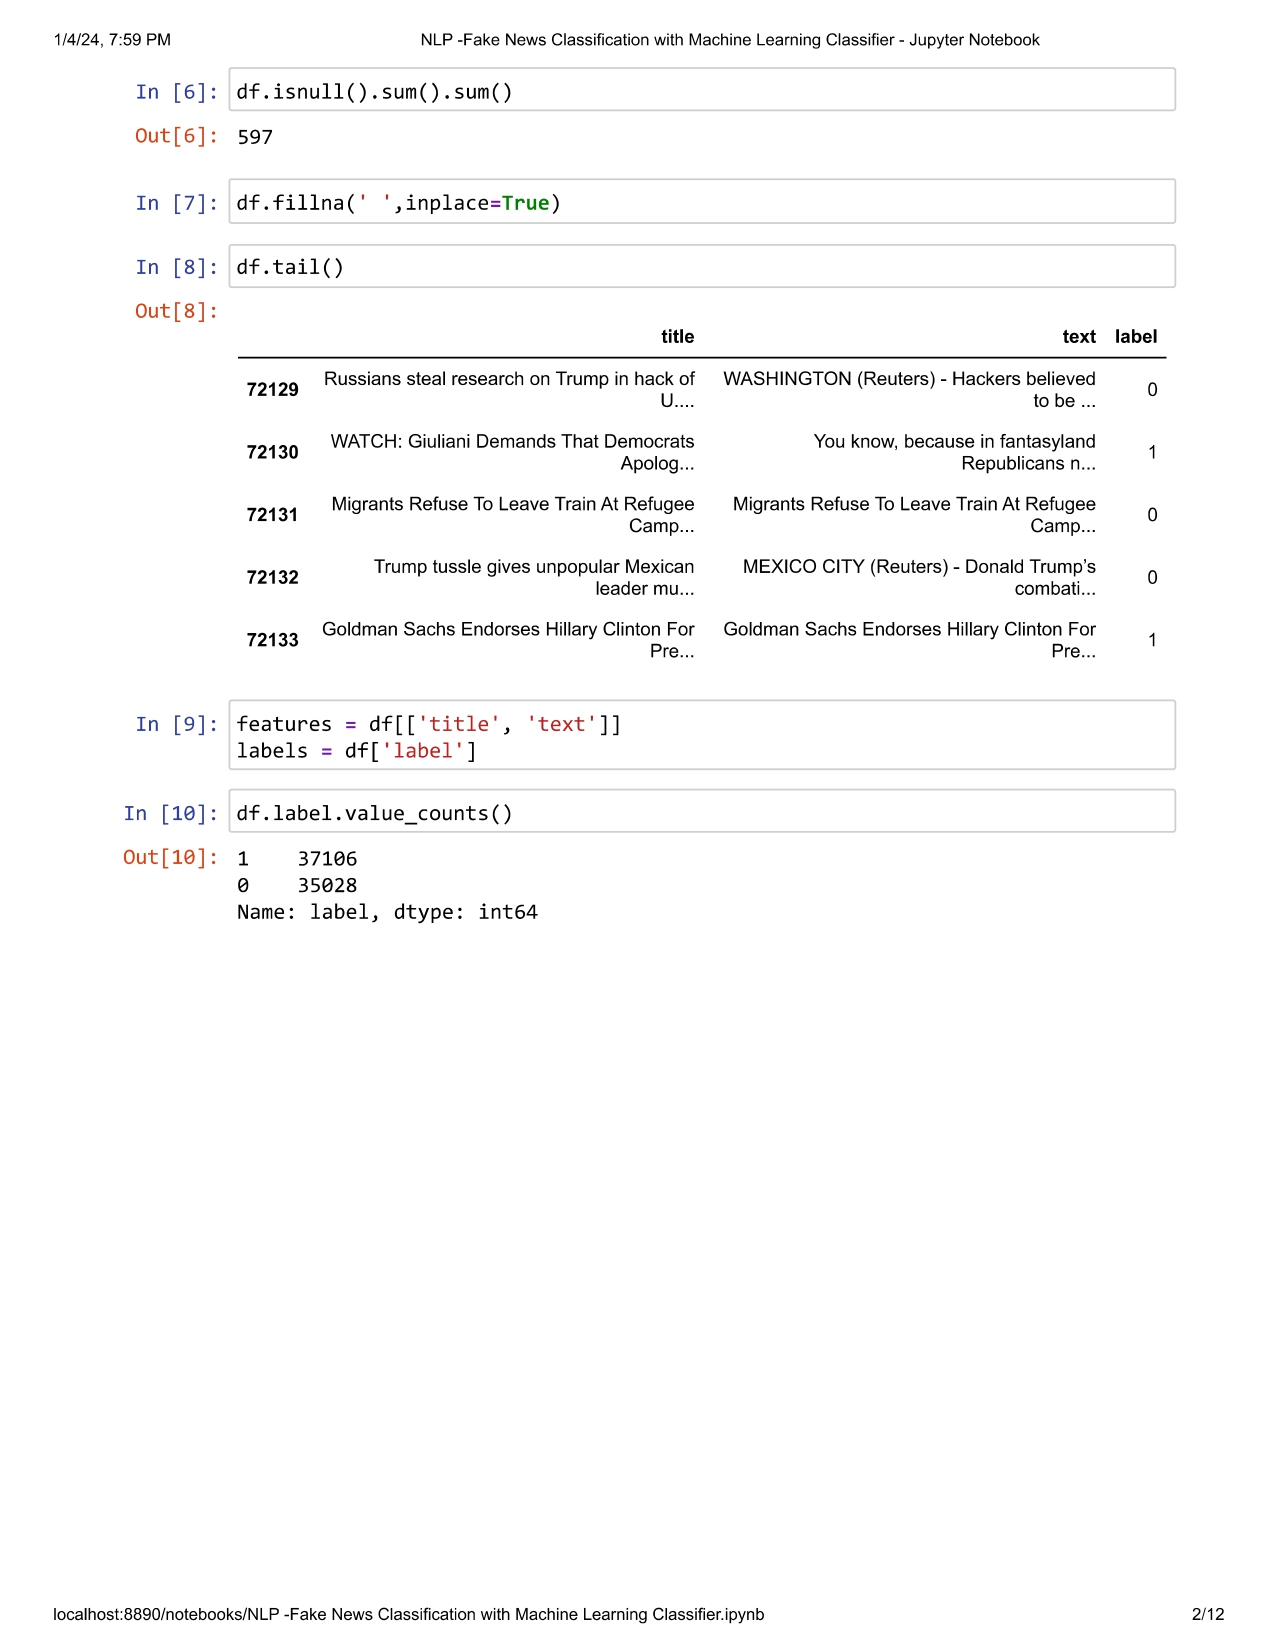 1/4/24, 7:59 PM NLP -Fake News Classification with Machine Learning Classifier - Jupyter Notebook
In [6]: df.isnull().sum().sum()
Out[6]: 597
In [7]: df.fillna(' ',inplace=True)
In [8]: df.tail()
Out[8]:
title text label
72129 Russians steal research on Trump in hack of U.... WASHINGTON (Reuters) - Hackers believed to be ... 0
72130 WATCH: Giuliani Demands That Democrats Apolog... You know, because in fantasyland Republicans n... 1
72131 Migrants Refuse To Leave Train At Refugee Camp... Migrants Refuse To Leave Train At Refugee Camp... 0
72132 Trump tussle gives unpopular Mexican leader mu... MEXICO CITY (Reuters) - Donald Trump’s combati... 0
72133 Goldman Sachs Endorses Hillary Clinton For Pre... Goldman Sachs Endorses Hillary Clinton For Pre... 1
In [9]: features = df[['title', 'text']]
labels = df['label']
In [10]: df.label.value_counts()
Out[10]: 1 37106
0 35028
Name: label, dtype: int64
localhost:8890/notebooks/NLP -Fake News Classification with Machine Learning Classifier.ipynb 2/12